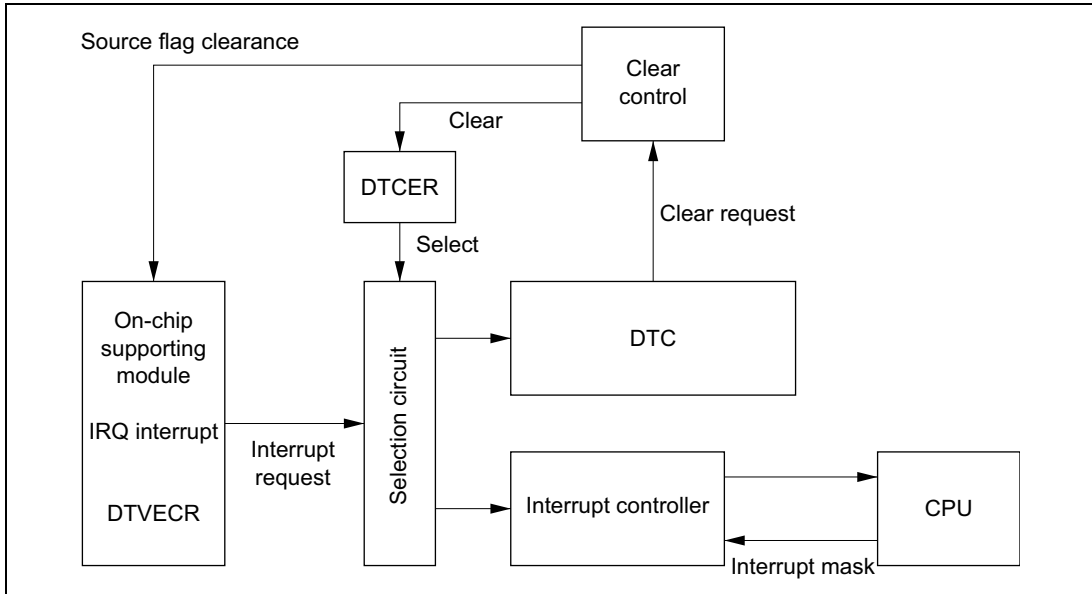 Source flag clearance
Clear
control
Clear
DTCER
Clear request
Select
On-chip
supporting
module
IRQ interrupt
DTVECR
Interrupt
request
Selection circuit
DTC
Interrupt controller
CPU
Interrupt mask